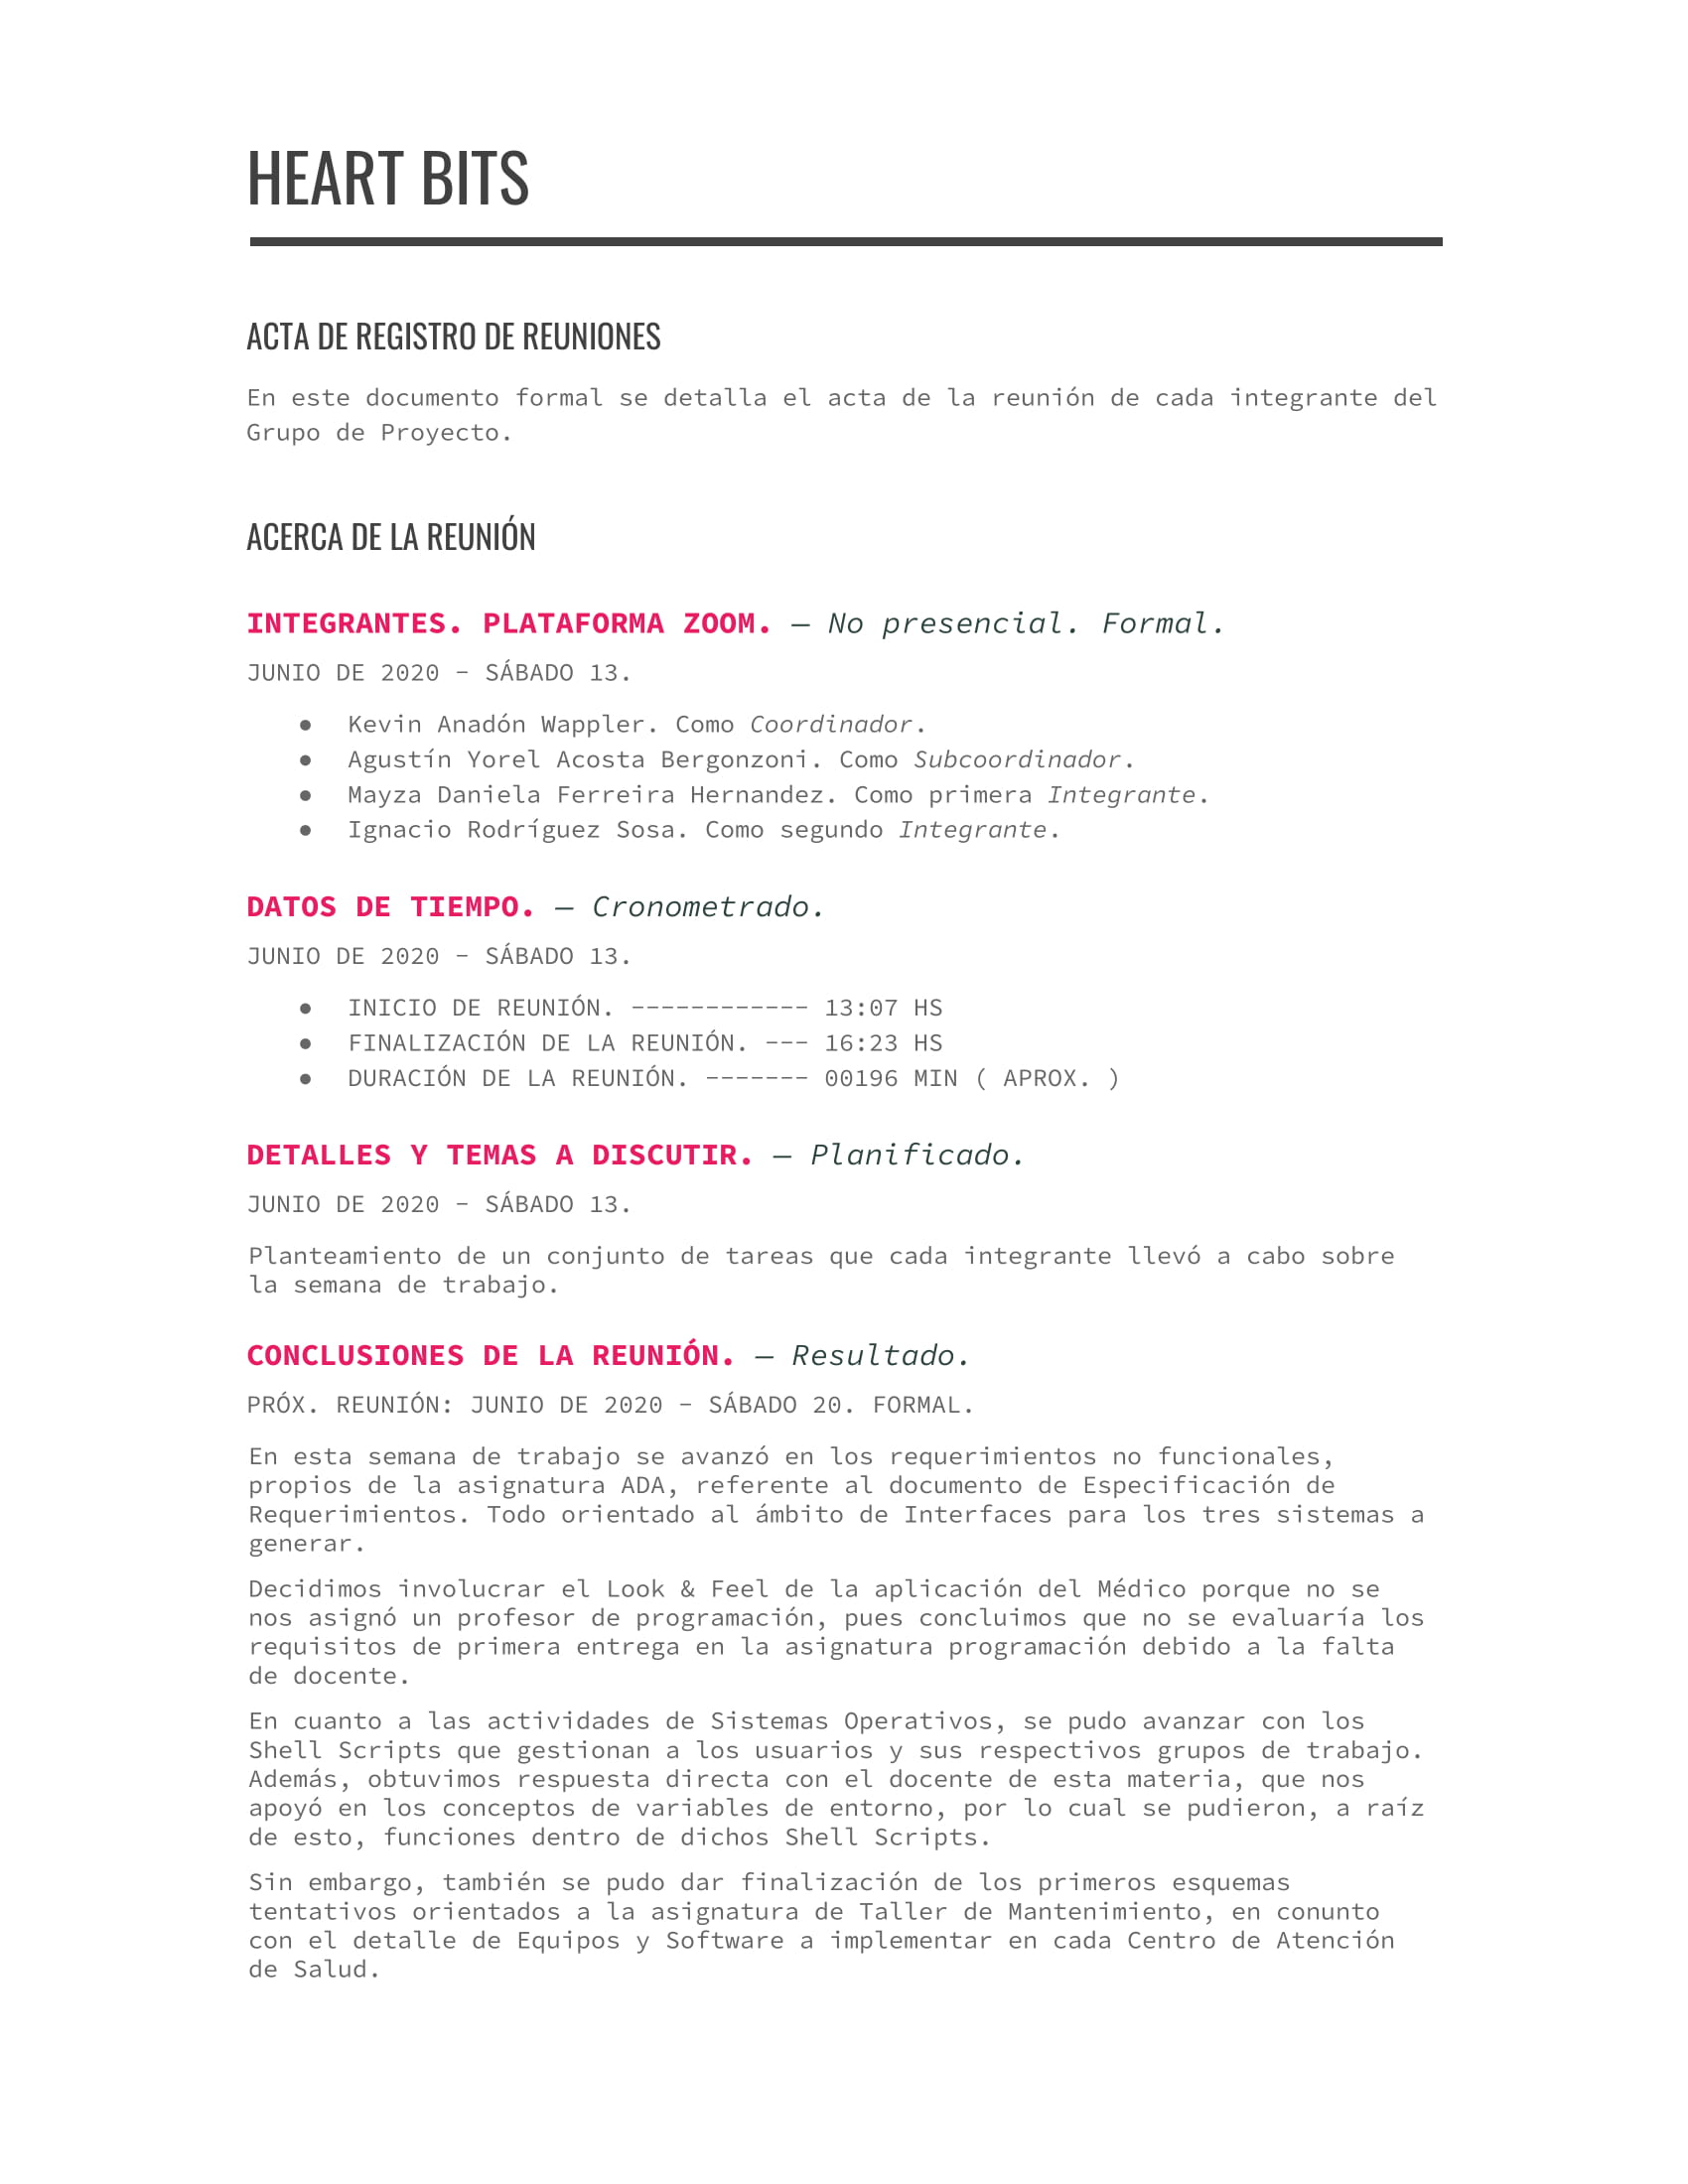 HEART BITS
ACTA DE REGISTRO DE REUNIONES
En este documento formal se detalla el acta de la reunión de cada integrante del
Grupo de Proyecto.
ACERCA DE LA REUNIÓN
INTEGRANTES. PLATAFORMA ZOOM. — No presencial. Formal.
JUNIO DE 2020 - SÁBADO 13.
● Kevin Anadón Wappler. Como Coordinador.
● Agustín Yorel Acosta Bergonzoni. Como Subcoordinador.
● Mayza Daniela Ferreira Hernandez. Como primera Integrante.
● Ignacio Rodríguez Sosa. Como segundo Integrante.
DATOS DE TIEMPO. — Cronometrado.
JUNIO DE 2020 - SÁBADO 13.
● INICIO DE REUNIÓN. ------------ 13:07 HS
● FINALIZACIÓN DE LA REUNIÓN. --- 16:23 HS
● DURACIÓN DE LA REUNIÓN. ------- 00196 MIN ( APROX. )
DETALLES Y TEMAS A DISCUTIR. — Planificado.
JUNIO DE 2020 - SÁBADO 13.
Planteamiento de un conjunto de tareas que cada integrante llevó a cabo sobre
la semana de trabajo.
CONCLUSIONES DE LA REUNIÓN. — Resultado.
PRÓX. REUNIÓN: JUNIO DE 2020 - SÁBADO 20. FORMAL.
En esta semana de trabajo se avanzó en los requerimientos no funcionales,
propios de la asignatura ADA, referente al documento de Especificación de
Requerimientos. Todo orientado al ámbito de Interfaces para los tres sistemas a
generar.
Decidimos involucrar el Look & Feel de la aplicación del Médico porque no se
nos asignó un profesor de programación, pues concluimos que no se evaluaría los
requisitos de primera entrega en la asignatura programación debido a la falta
de docente.
En cuanto a las actividades de Sistemas Operativos, se pudo avanzar con los
Shell Scripts que gestionan a los usuarios y sus respectivos grupos de trabajo.
Además, obtuvimos respuesta directa con el docente de esta materia, que nos
apoyó en los conceptos de variables de entorno, por lo cual se pudieron, a raíz
de esto, funciones dentro de dichos Shell Scripts.
Sin embargo, también se pudo dar finalización de los primeros esquemas
tentativos orientados a la asignatura de Taller de Mantenimiento, en conunto
con el detalle de Equipos y Software a implementar en cada Centro de Atención
de Salud.